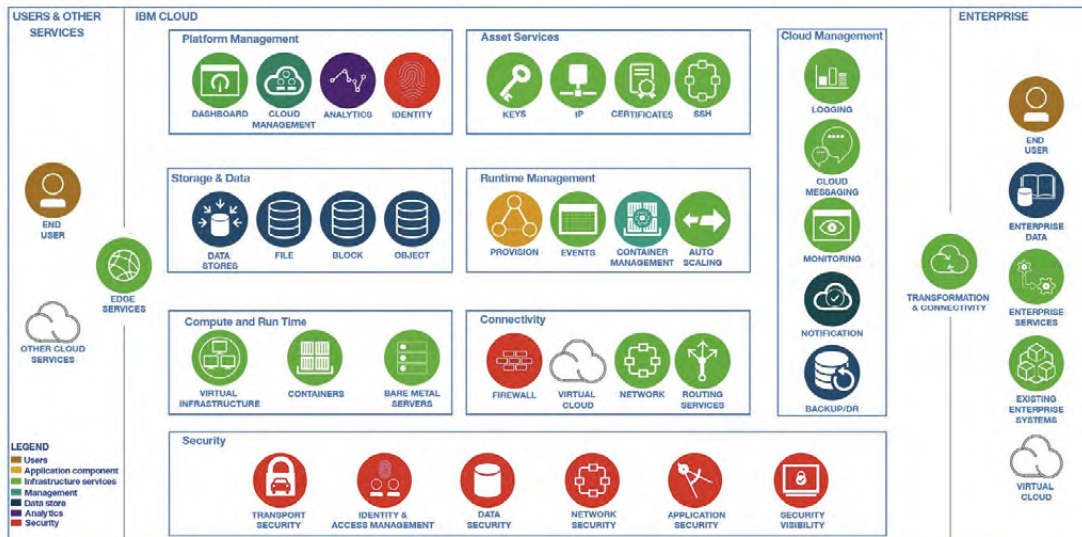 USERS & OTHER
SERVICES
IBM CLOUD
ENTERPRISE
Platform Management
DASHBOARD
CLOUD
MANAGEMENT
ANALYTICS
IDENTITY
Asset Services
KEYS
IP
CERTIFICATES
SSH
Cloud Management
LOGGING
CLOUD
MESSAGING
MONITORING
NOTIFICATION
BACKUP/DR
Storage & Data
DATA
STORES
FILE
BLOCK
OBJECT
Runtime Management
PROVISION
EVENTS
CONTAINER
MANAGEMENT
AUTO
SCALING
END
USER
EDGE
SERVICES
OTHER CLOUD
SERVICES
Compute and Run Time
VIRTUAL
INFRASTRUCTURE
CONTAINERS
BARE METAL
SERVERS
Connectivity
FIREWALL
VIRTUAL
CLOUD
NETWORK
ROUTING
SERVICES
TRANSFORMATION
& CONNECTIVITY
END
USER
ENTERPRISE
DATA
ENTERPRISE
SERVICES
EXISTING
ENTERPRISE
SYSTEMS
VIRTUAL
CLOUD
Security
TRANSPORT
SECURITY
IDENTITY &
ACCESS MANAGEMENT
DATA
SECURITY
NETWORK
SECURITY
APPLICATION
SECURITY
SECURITY
VISIBILITY
LEGEND
Users
Application component
Infrastructure services
Management
Data store
Analytics
Security